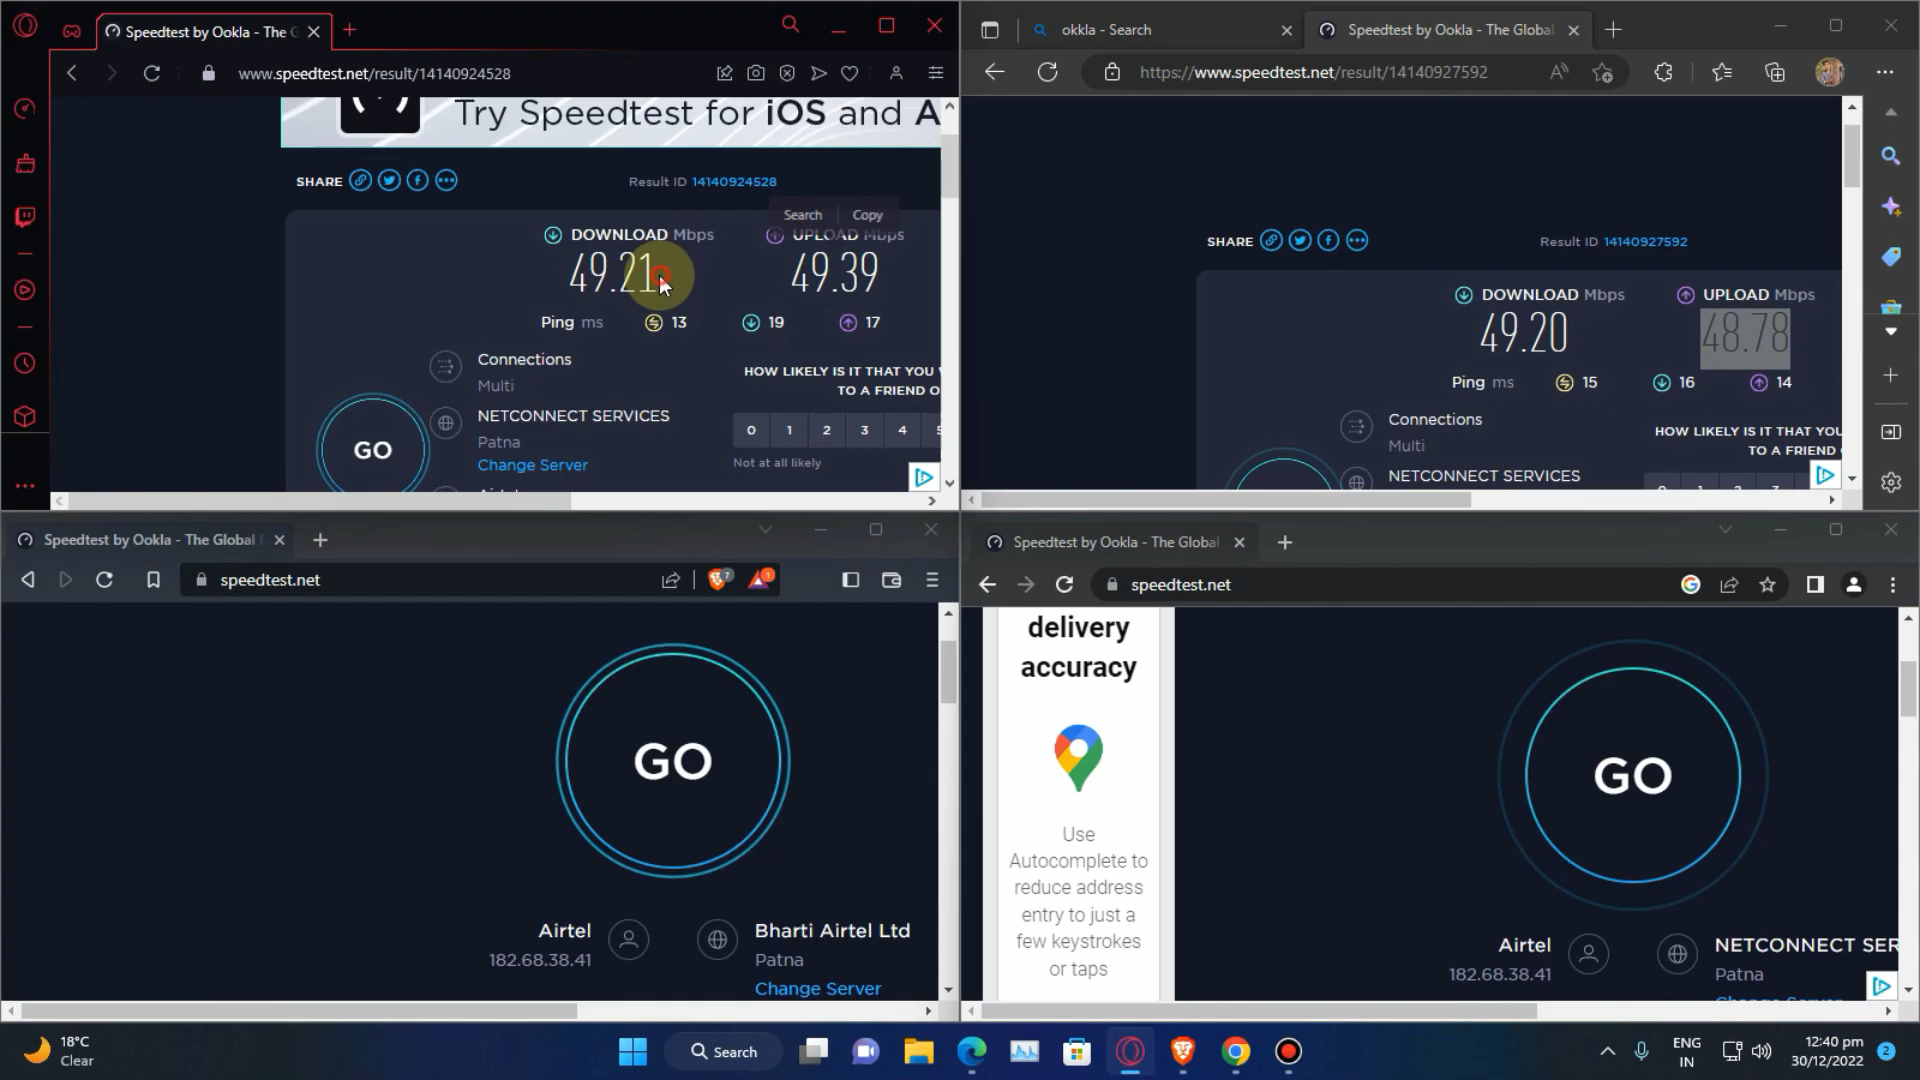 Speedtest by Ookla - The G
www.speedtest.net/result/14140924528
Try Speedtest for iOS and A
SHARE
Result ID 14140924528
Search Copy
DOWNLOAD Mbps
UPLOAD Mbps
49.21
49.39
Ping ms 13 19 17
Connections
Multi
HOW LIKELY IS IT THAT YOU
TO A FRIEND O
NETCONNECT SERVICES
Patna
Change Server
0 1 2 3 4 5
Not at all likely
GO
okkla - Search
Speedtest by Ookla - The Global
https://www.speedtest.net/result/14140927592
SHARE
Result ID 14140927592
DOWNLOAD Mbps
UPLOAD Mbps
49.20
48.78
Ping ms 15 16 14
Connections
Multi
HOW LIKELY IS IT THAT YOU
TO A FRIEND
NETCONNECT SERVICES
Speedtest by Ookla - The Global
speedtest.net
7
1
GO
Airtel
182.68.38.41
Bharti Airtel Ltd
Patna
Change Server
Speedtest by Ookla - The Global
speedtest.net
delivery
accuracy
Use
Autocomplete to
reduce address
entry to just a
few keystrokes
or taps
GO
Airtel
182.68.38.41
NETCONNECT SER
Patna
18°C
Clear
Search
ENG
IN
12:40 pm
30/12/2022
2